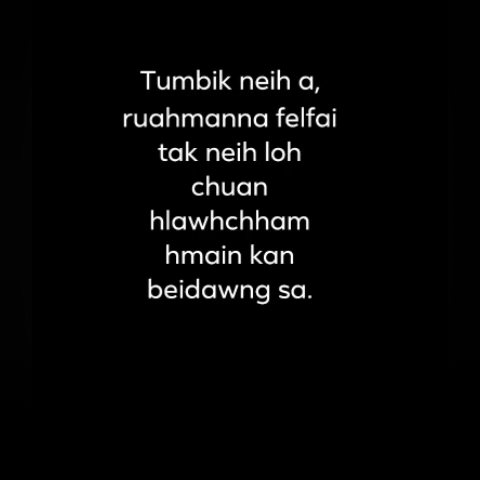 Tumbik neih a,
ruahmanna felfai
tak neih loh
chuan
hlawhchham
hmain kan
beidawng sa.